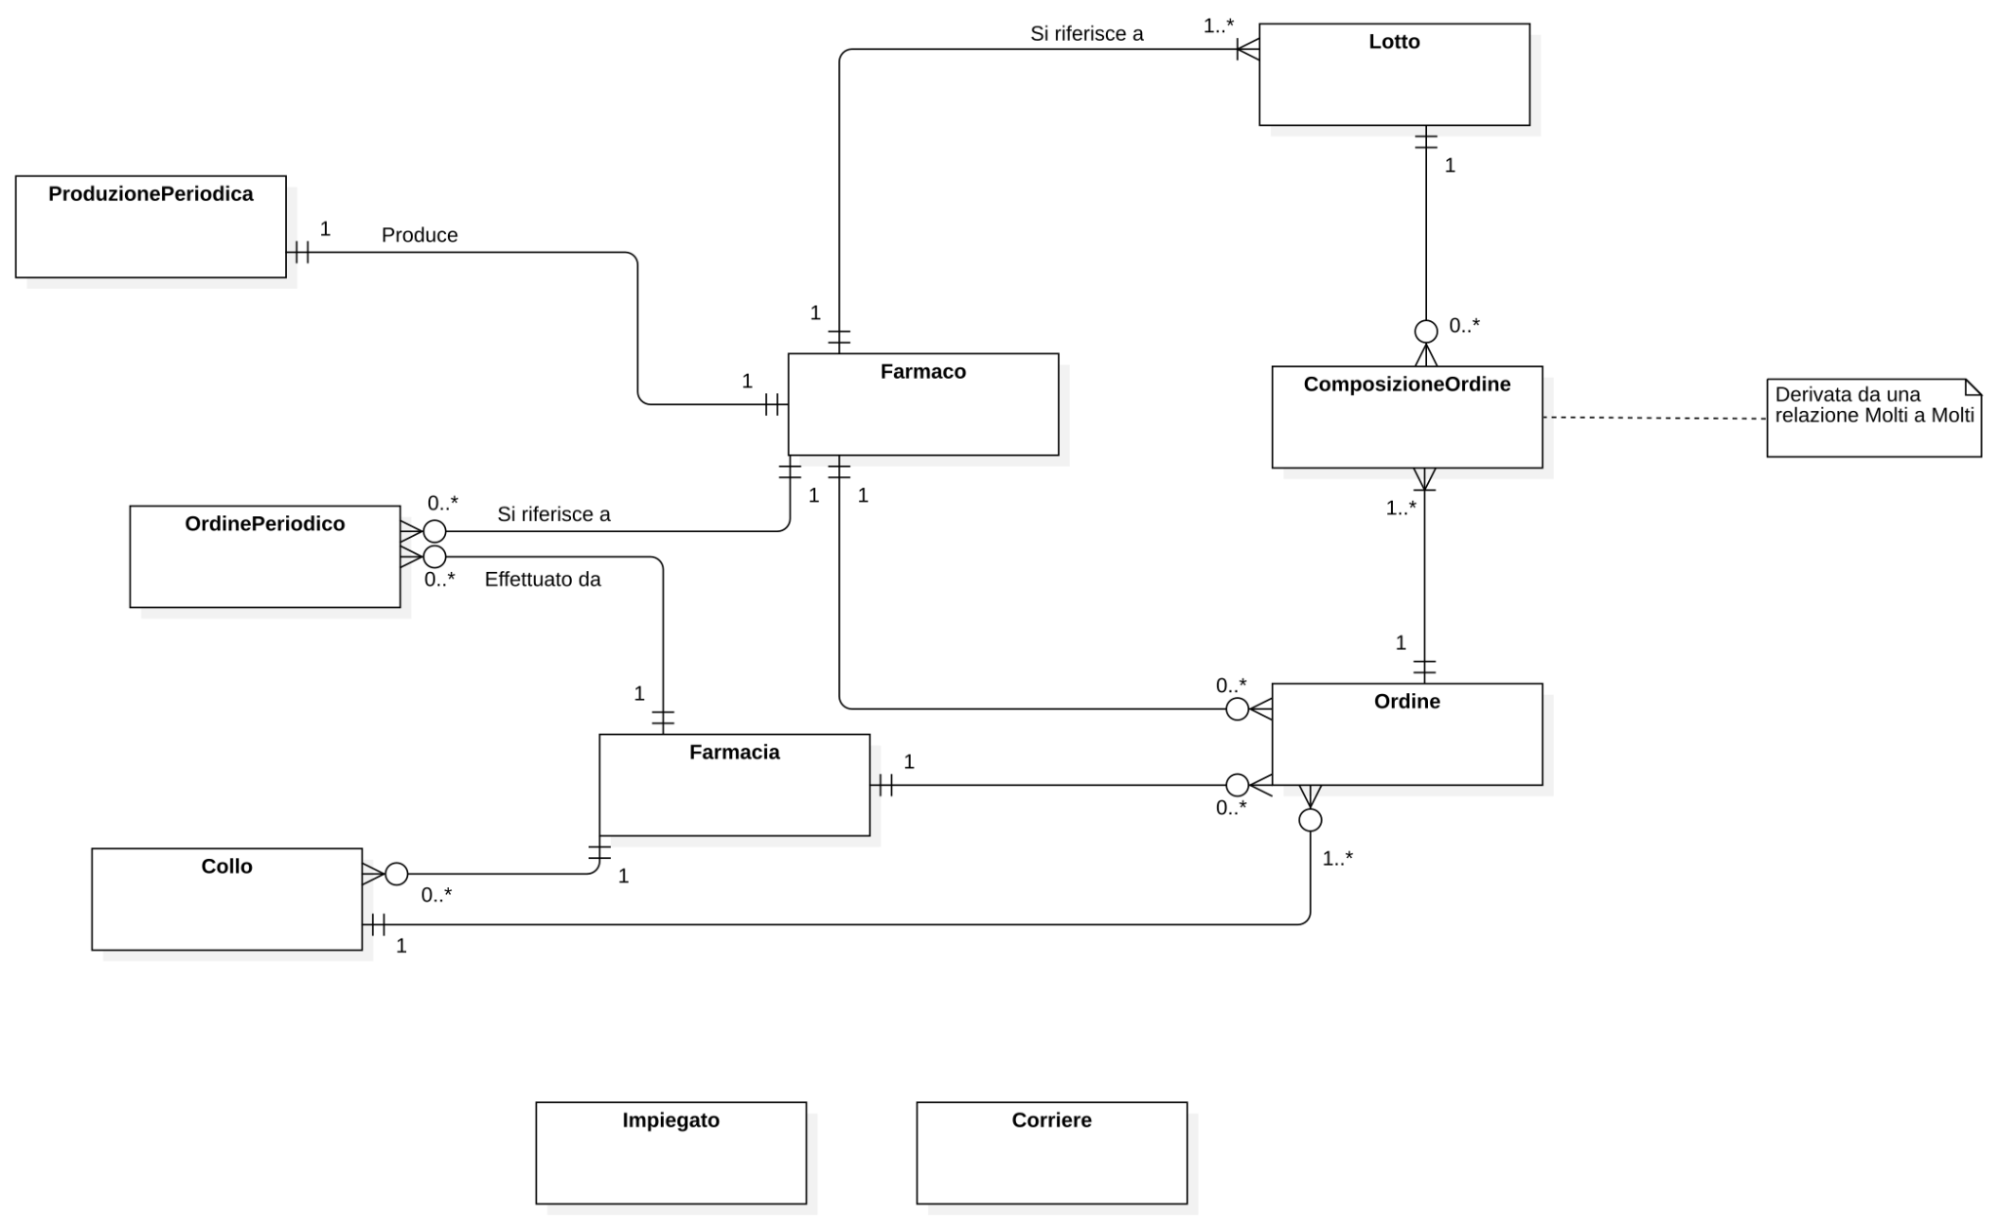 Si riferisce a
1..*
Lotto
1
ProduzionePeriodica
1
Produce
1
0..*
1
Farmaco
ComposizioneOrdine
Derivata da una
relazione Molti a Molti
0..*
1
1
1..*
OrdinePeriodico
Si riferisce a
0..*
Effettuato da
1
1
0..*
Ordine
Farmacia
1
0..*
Collo
1
0..*
1..*
1
Impiegato
Corriere